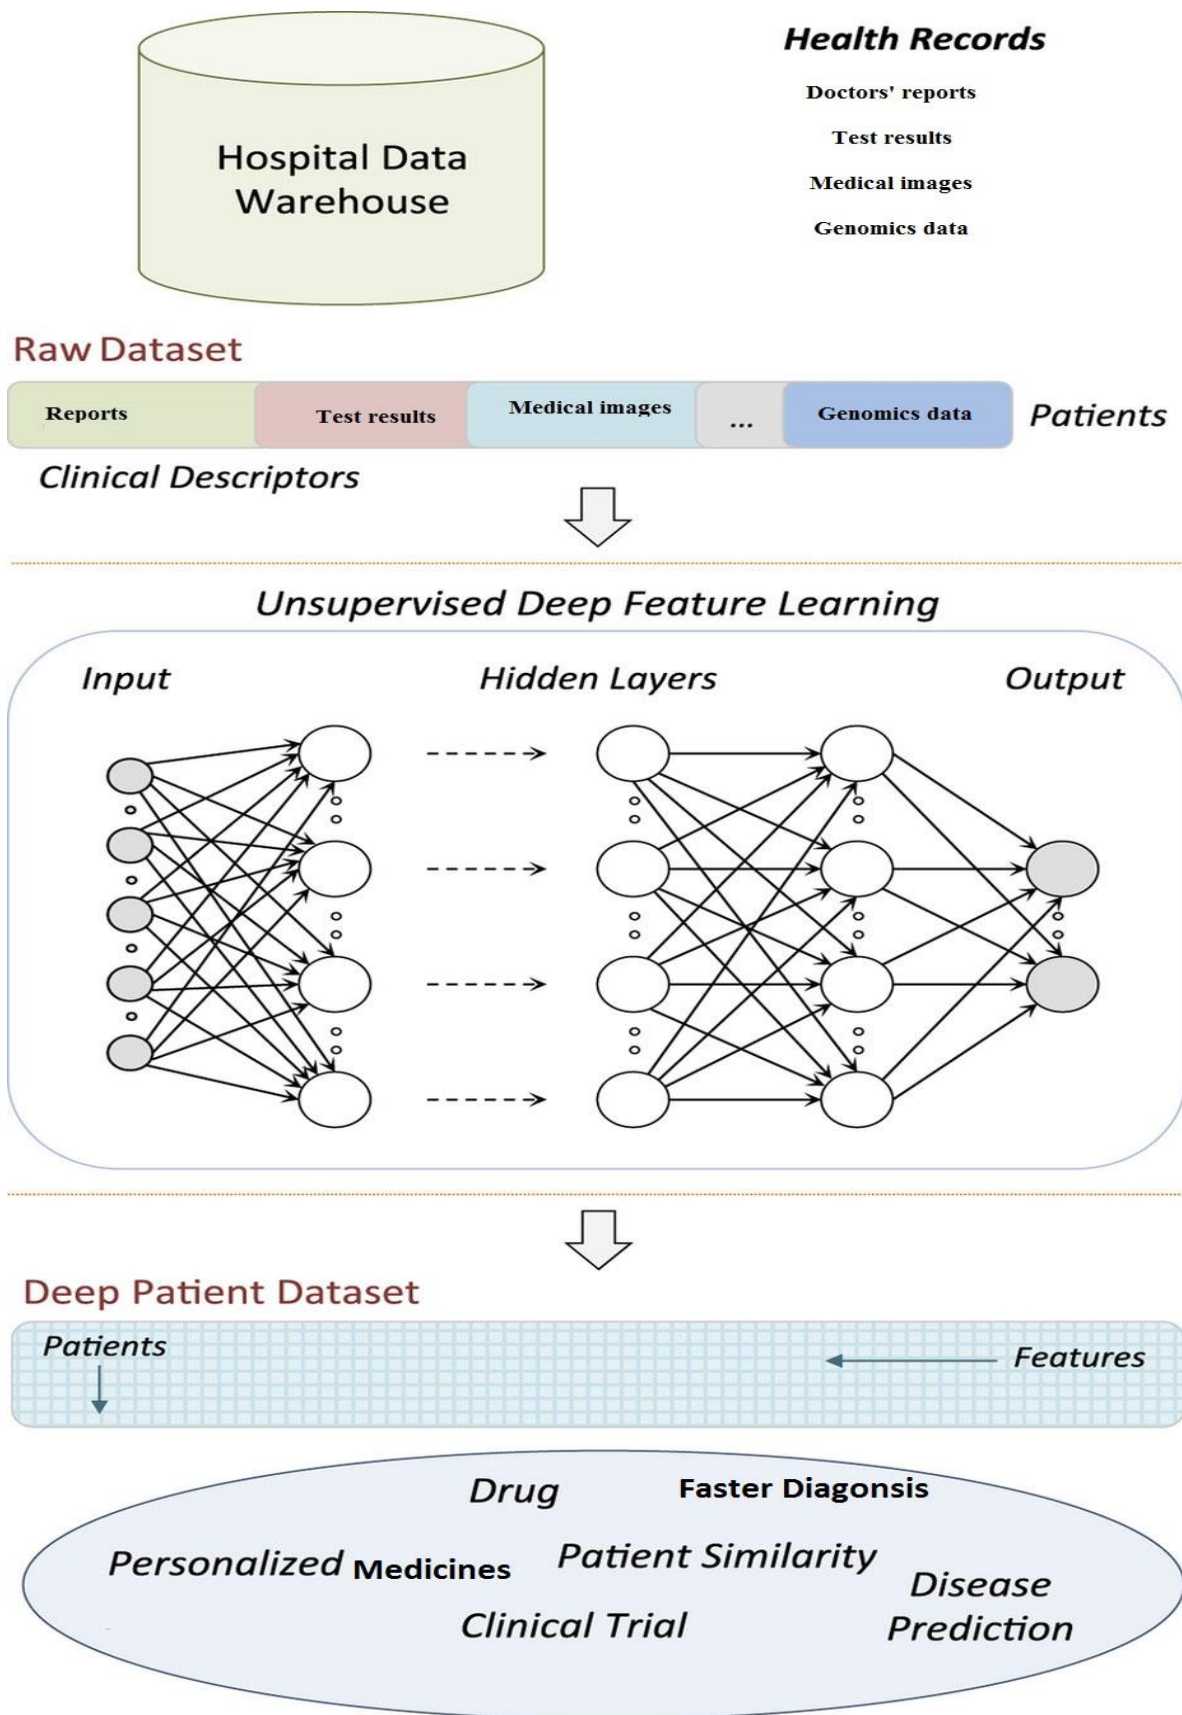 Hospital Data
Warehouse
Health Records
Doctors' reports
Test results
Medical images
Genomics data
Raw Dataset
Reports
Test results
Medical images
...
Genomics data
Patients
Clinical Descriptors
Unsupervised Deep Feature Learning
Input
Hidden Layers
Output
Deep Patient Dataset
Patients
Features
Drug
Faster Diagonsis
Personalized Medicines
Patient Similarity
Disease
Prediction
Clinical Trial